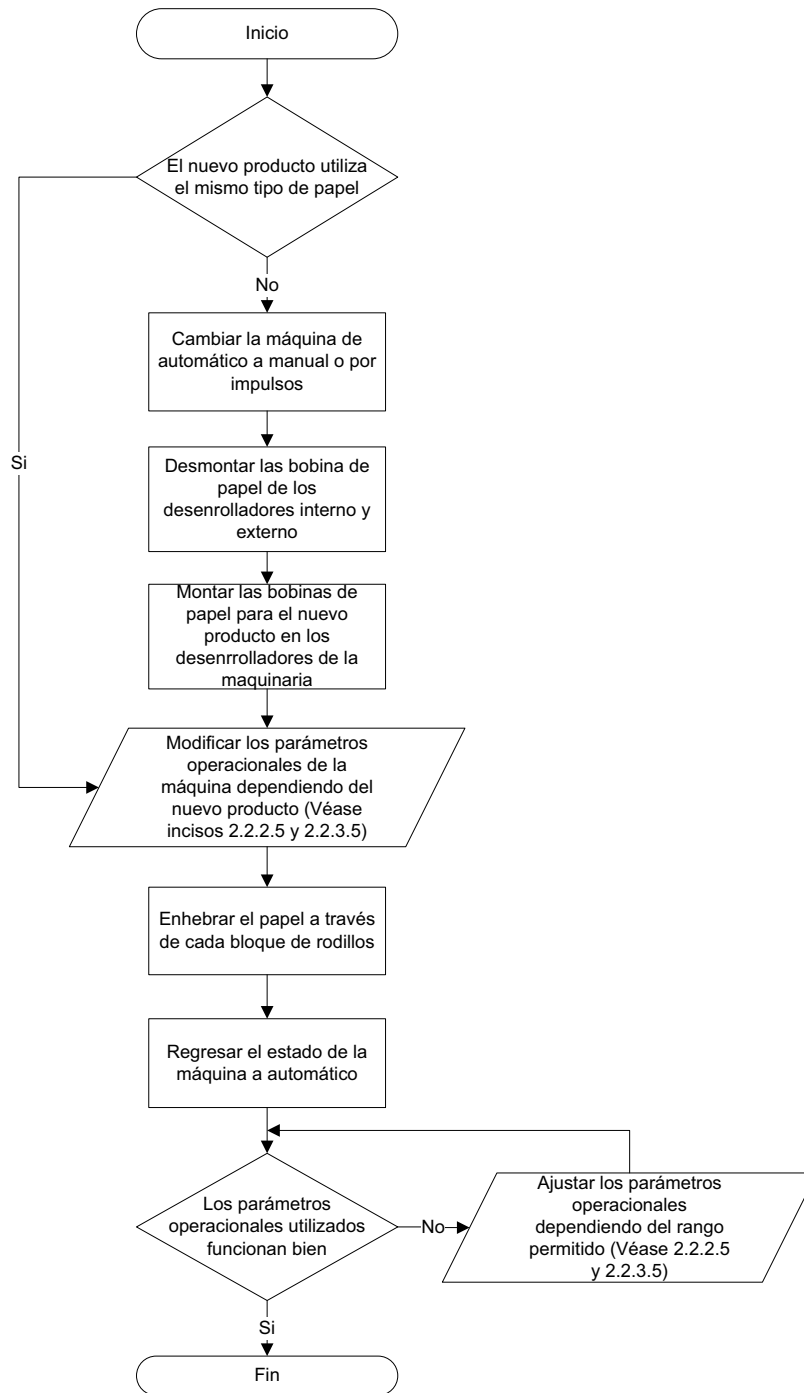 Inicio
El nuevo producto utiliza
el mismo tipo de papel
No
Cambiar la máquina de
automático a manual o por
impulsos
Si
Desmontar las bobina de
papel de los
desenrolladores interno y
externo
Montar las bobinas de
papel para el nuevo
producto en los
desenrrolladores de la
maquinaria
Modificar los parámetros
operacionales de la
máquina dependiendo del
nuevo producto (Véase
incisos 2.2.2.5 y 2.2.3.5)
Enhebrar el papel a través
de cada bloque de rodillos
Regresar el estado de la
máquina a automático
Los parámetros
operacionales utilizados
funcionan bien
No
Ajustar los parámetros
operacionales
dependiendo del rango
permitido (Véase 2.2.2.5
y 2.2.3.5)
Si
Fin